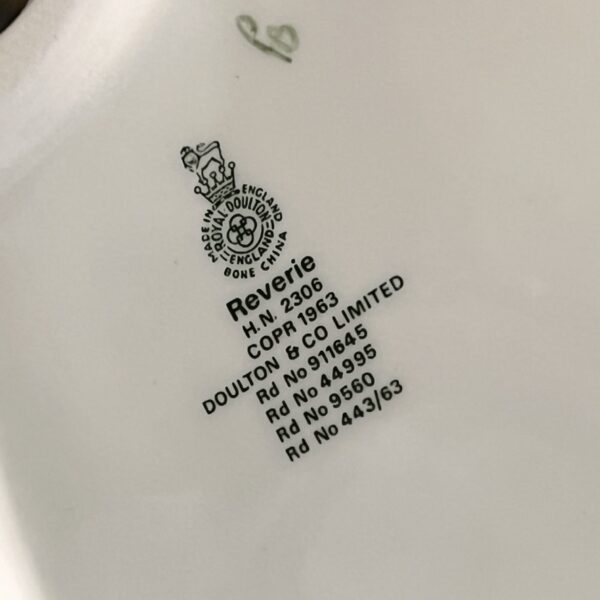 MADE IN ENGLAND
ROYAL DOULTON
ENGLAND
BONE CHINA
Reverie
H.N. 2306
COPR 1963
DOULTON & CO LIMITED
Rd No 911645
Rd No 44995
Rd No 9560
Rd No 443/63